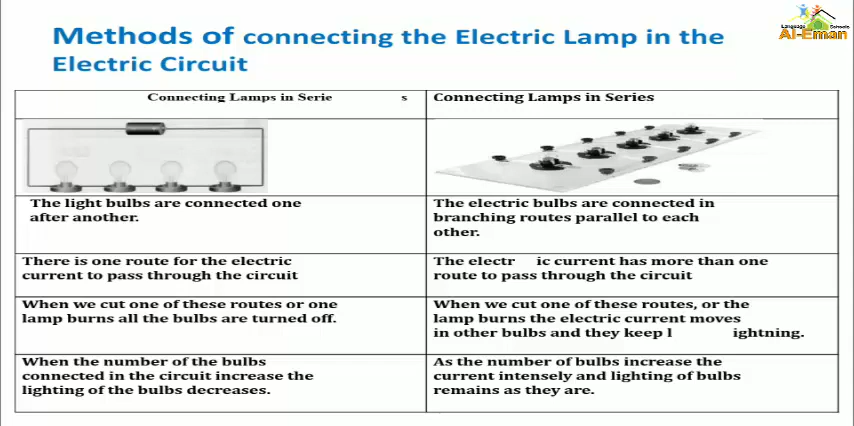 Language Schools
Al-Eman
Methods of connecting the Electric Lamp in the
Electric Circuit
Connecting Lamps in Serie s
Connecting Lamps in Series
The light bulbs are connected one
after another.
The electric bulbs are connected in
branching routes parallel to each
other.
There is one route for the electric
current to pass through the circuit
The electr ic current has more than one
route to pass through the circuit
When we cut one of these routes or one
lamp burns all the bulbs are turned off.
When we cut one of these routes, or the
lamp burns the electric current moves
in other bulbs and they keep l ightning.
When the number of the bulbs
connected in the circuit increase the
lighting of the bulbs decreases.
As the number of bulbs increase the
current intensely and lighting of bulbs
remains as they are.